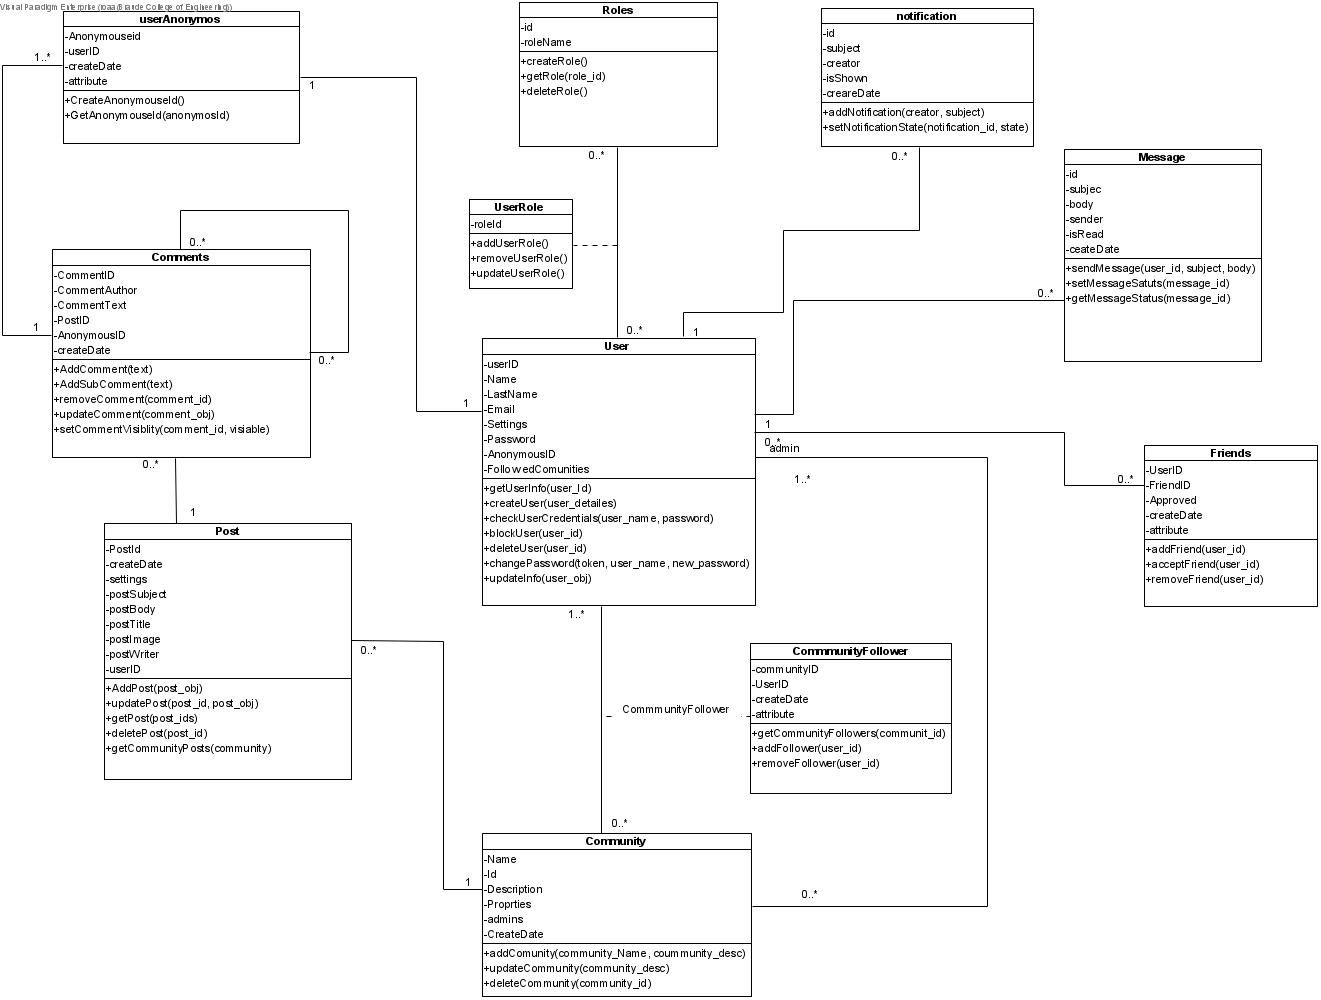 Visual Paradigm Enterprise
userAnonymos
-Anonymouseid
-userID
-createDate
-attribute
+CreateAnonymouseId()
+GetAnonymouseId(anonymosId)
1..*
1
Roles
-id
-roleName
+createRole()
+getRole(role_id)
+deleteRole()
0..*
notification
-id
-subject
-creator
-isShown
-creareDate
+addNotification(creator, subject)
+setNotificationState(notification_id, state)
0..*
Message
-id
-subjec
-body
-sender
-isRead
-ceateDate
+sendMessage(user_id, subject, body)
+setMessageSatuts(message_id)
+getMessageStatus(message_id)
0..*
UserRole
-roleId
+addUserRole()
+removeUserRole()
+updateUserRole()
0..*
Comments
-CommentID
-CommentAuthor
-CommentText
-PostID
-AnonymousID
-createDate
+AddComment(text)
+AddSubComment(text)
+removeComment(comment_id)
+updateComment(comment_obj)
+setCommentVisiblity(comment_id, visiable)
1
0..*
0..*
0..*
1
1
User
-userID
-Name
-LastName
-Email
-Settings
-Password
-AnonymousID
-FollowedComunities
+getUserInfo(user_Id)
+createUser(user_detailes)
+checkUserCredentials(user_name, password)
+blockUser(user_id)
+deleteUser(user_id)
+changePassword(token, user_name, new_password)
+updateInfo(user_obj)
1
1
0..*
admin
1..*
1..*
Friends
-UserID
-FriendID
-Approved
-createDate
-attribute
+addFriend(user_id)
+acceptFriend(user_id)
+removeFriend(user_id)
0..*
Post
-PostId
-createDate
-settings
-postSubject
-postBody
-postTitle
-postImage
-postWriter
-userID
+AddPost(post_obj)
+updatePost(post_id, post_obj)
+getPost(post_ids)
+deletePost(post_id)
+getCommunityPosts(community)
0..*
CommmunityFollower
CommmunityFollower
-communityID
-UserID
-createDate
-attribute
+getCommunityFollowers(communit_id)
+addFollower(user_id)
+removeFollower(user_id)
0..*
1
0..*
Community
-Name
-Id
-Description
-Proprties
-admins
-CreateDate
+addComunity(community_Name, coummunity_desc)
+updateCommunity(community_desc)
+deleteCommunity(community_id)